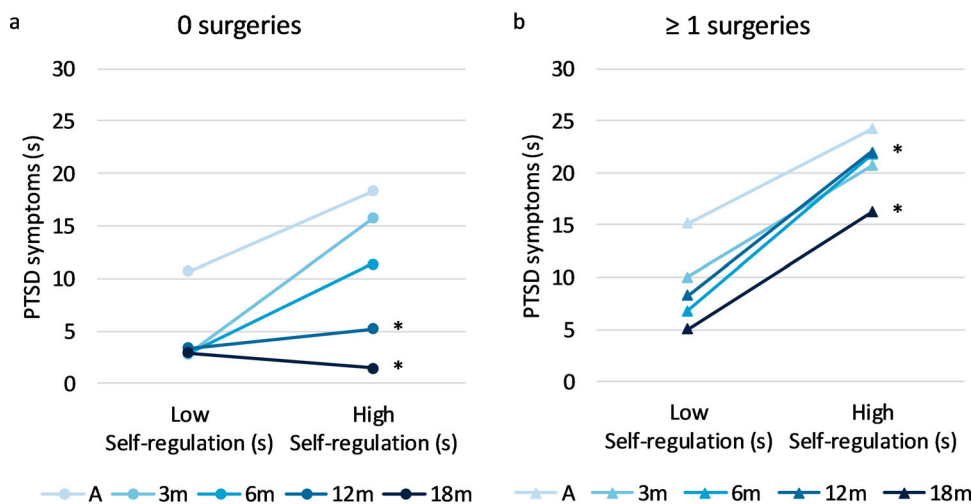 a
0 surgeries
PTSD symptoms (s)
30
25
20
15
10
5
0
*
*
Low
Self-regulation (s)
High
Self-regulation (s)
A 3m 6m 12m 18m
b
≥ 1 surgeries
PTSD symptoms (s)
30
25
20
15
10
5
0
*
*
Low
Self-regulation (s)
High
Self-regulation (s)
A 3m 6m 12m 18m